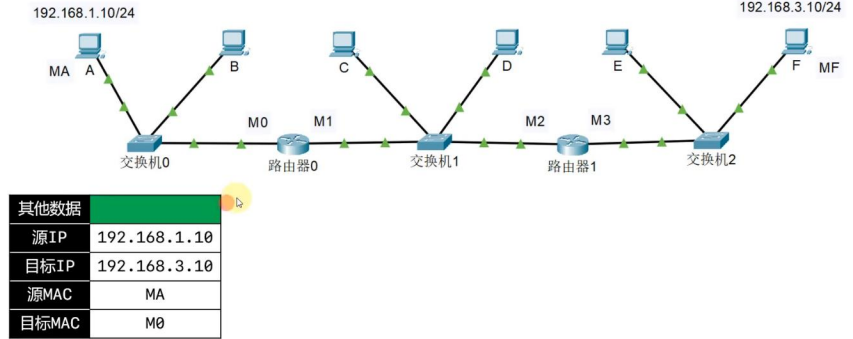 192.168.1.10/24
192.168.3.10/24
MA
A
B
C
D
E
F
MF
M0
M1
M2
M3
交换机0
路由器0
交换机1
路由器1
交换机2
其他数据
源IP 192.168.1.10
目标IP 192.168.3.10
源MAC MA
目标MAC M0